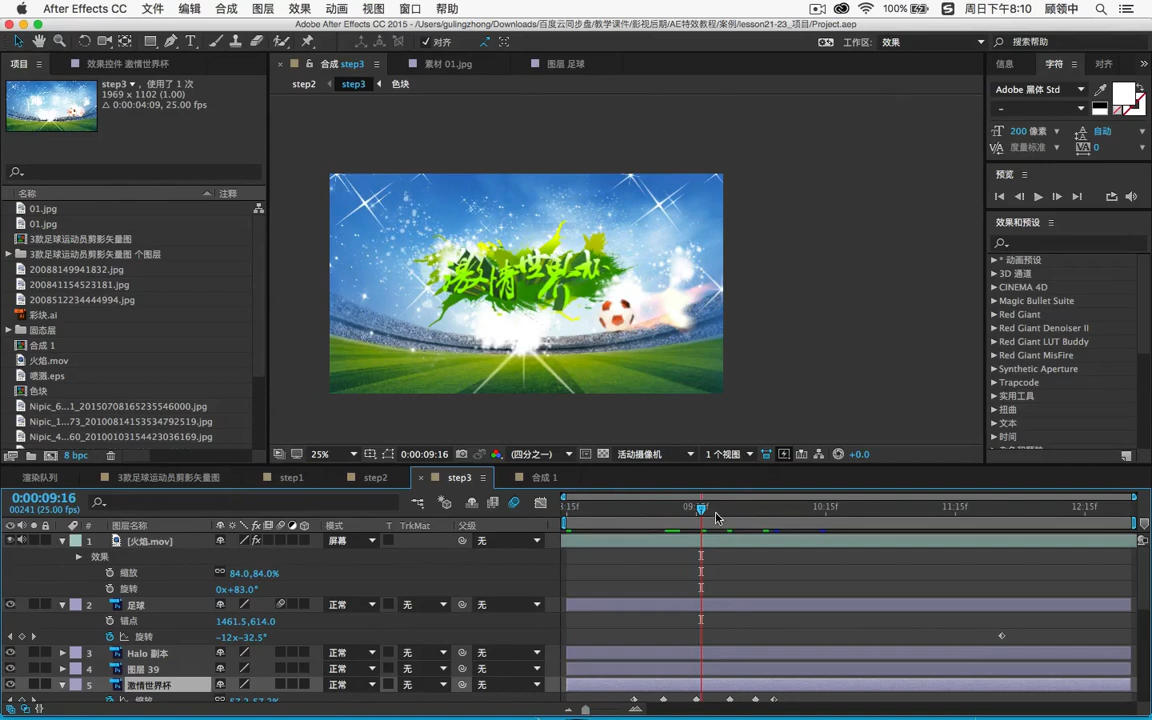 After Effects CC 文件 编辑 合成 图层 效果 动画 视图 窗口 帮助 100% 周日下午8:10 顾领中
Adobe After Effects CC 2015 - /Users/gulingzhong/Downloads/百度云同步盘/教学课件/影视后期/AE特效教程/案例/lesson21-23_项目/Project.aep
对齐 工作区: 效果 搜索帮助
项目 效果控件 激情世界杯 合成 step3 素材 01.jpg 图层 足球 信息 字符 对齐
step3 , 使用了 1 次
1969 x 1102 (1.00)
Δ 0:00:04:09, 25.00 fps
step2 step3 色块
Adobe 黑体 Std
-
200 像素 自动
度量标准 0
预览
效果和预设
* 动画预设
3D 通道
CINEMA 4D
Magic Bullet Suite
Red Giant
Red Giant Denoiser II
Red Giant LUT Buddy
Red Giant MisFire
Synthetic Aperture
Trapcode
实用工具
扭曲
文本
时间
名称 注释
01.jpg
01.jpg
3款足球运动员剪影矢量图
3款足球运动员剪影矢量图 个图层
20088149941832.jpg
200841154523181.jpg
2008512234444994.jpg
彩块.ai
固态层
合成 1
火焰.mov
喷溅.eps
色块
Nipic_6...1_20150708165235546000.jpg
Nipic_1...73_20100814153534792519.jpg
Nipic_4...60_20100103154423036169.jpg
8 bpc
激情世界杯
25% 0:00:09:16 (四分之一) 活动摄像机 1 个视图 +0.0
渲染队列 3款足球运动员剪影矢量图 step1 step2 step3 合成 1
0:00:09:16
00241 (25.00 fps)
10:15f 11:15f 12:15f
# 图层名称 模式 T TrkMat 父级
1 [火焰.mov] 屏幕 无
效果
缩放 84.0,84.0%
旋转 0x+83.0°
2 足球 正常 无 无
锚点 1461.5,614.0
旋转 -12x-32.5°
3 Halo 副本 正常 无 无
4 图层 39 正常 无 无
5 激情世界杯 正常 无 无